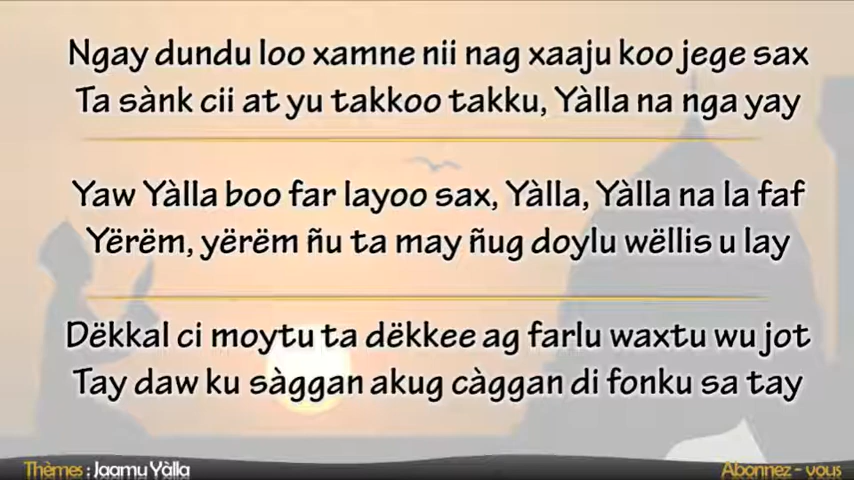 Ngay dundu loo xamne nii nag xaaju koo jege sax
Ta sànk cii at yu takkoo takku, Yàlla na nga yay
Yaw Yàlla boo far layoo sax, Yàlla, Yàlla na la faf
Yërëm, yërëm ñu ta may ñug doylu wëllis u lay
Dëkkal ci moytu ta dëkkee ag farlu waxtu wu jot
Tay daw ku sàggan akug càggan di fonku sa tay
Thèmes : Jaamu Yàlla
Abonnez - vous